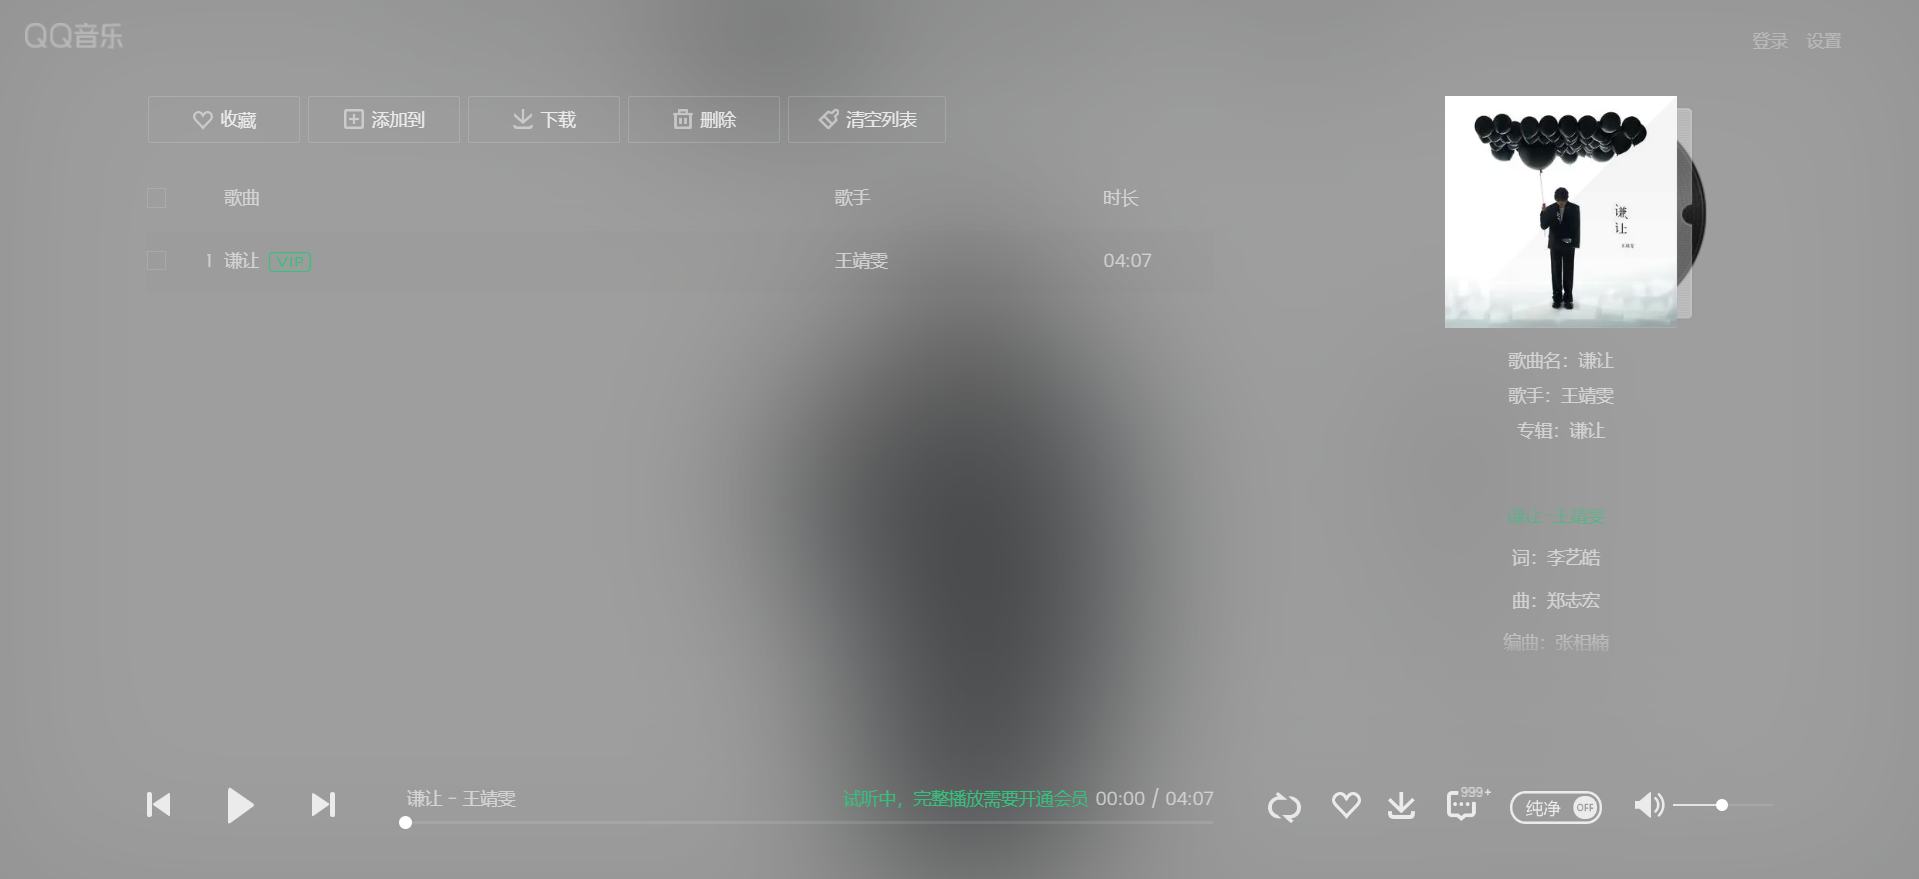 QQ音乐
登录 设置
收藏 添加到 下载 删除 清空列表
歌曲 歌手 时长
1 谦让 VIP 王靖雯 04:07
谦让
王靖雯
歌曲名：谦让
歌手：王靖雯
专辑：谦让
谦让-王靖雯
词：李艺皓
曲：郑志宏
编曲：张相楠
谦让 - 王靖雯 试听中，完整播放需要开通会员 00:00 / 04:07
999+
纯净 OFF